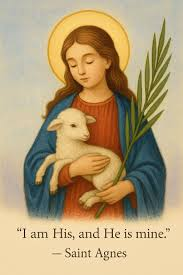 “I am His, and He is mine.”
— Saint Agnes